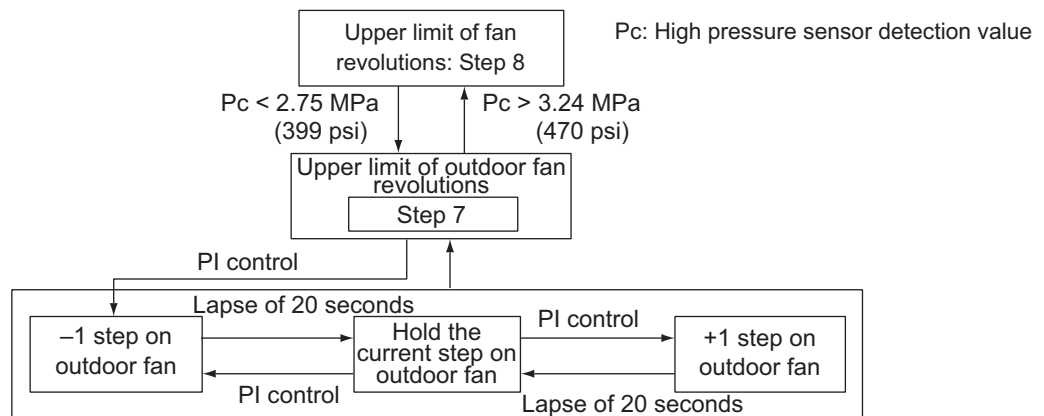 Upper limit of fan
revolutions: Step 8
Pc: High pressure sensor detection value
Pc < 2.75 MPa
(399 psi)
Pc > 3.24 MPa
(470 psi)
Upper limit of outdoor fan
revolutions
Step 7
PI control
Lapse of 20 seconds
–1 step on
outdoor fan
Hold the
current step on
outdoor fan
PI control
+1 step on
outdoor fan
PI control
Lapse of 20 seconds